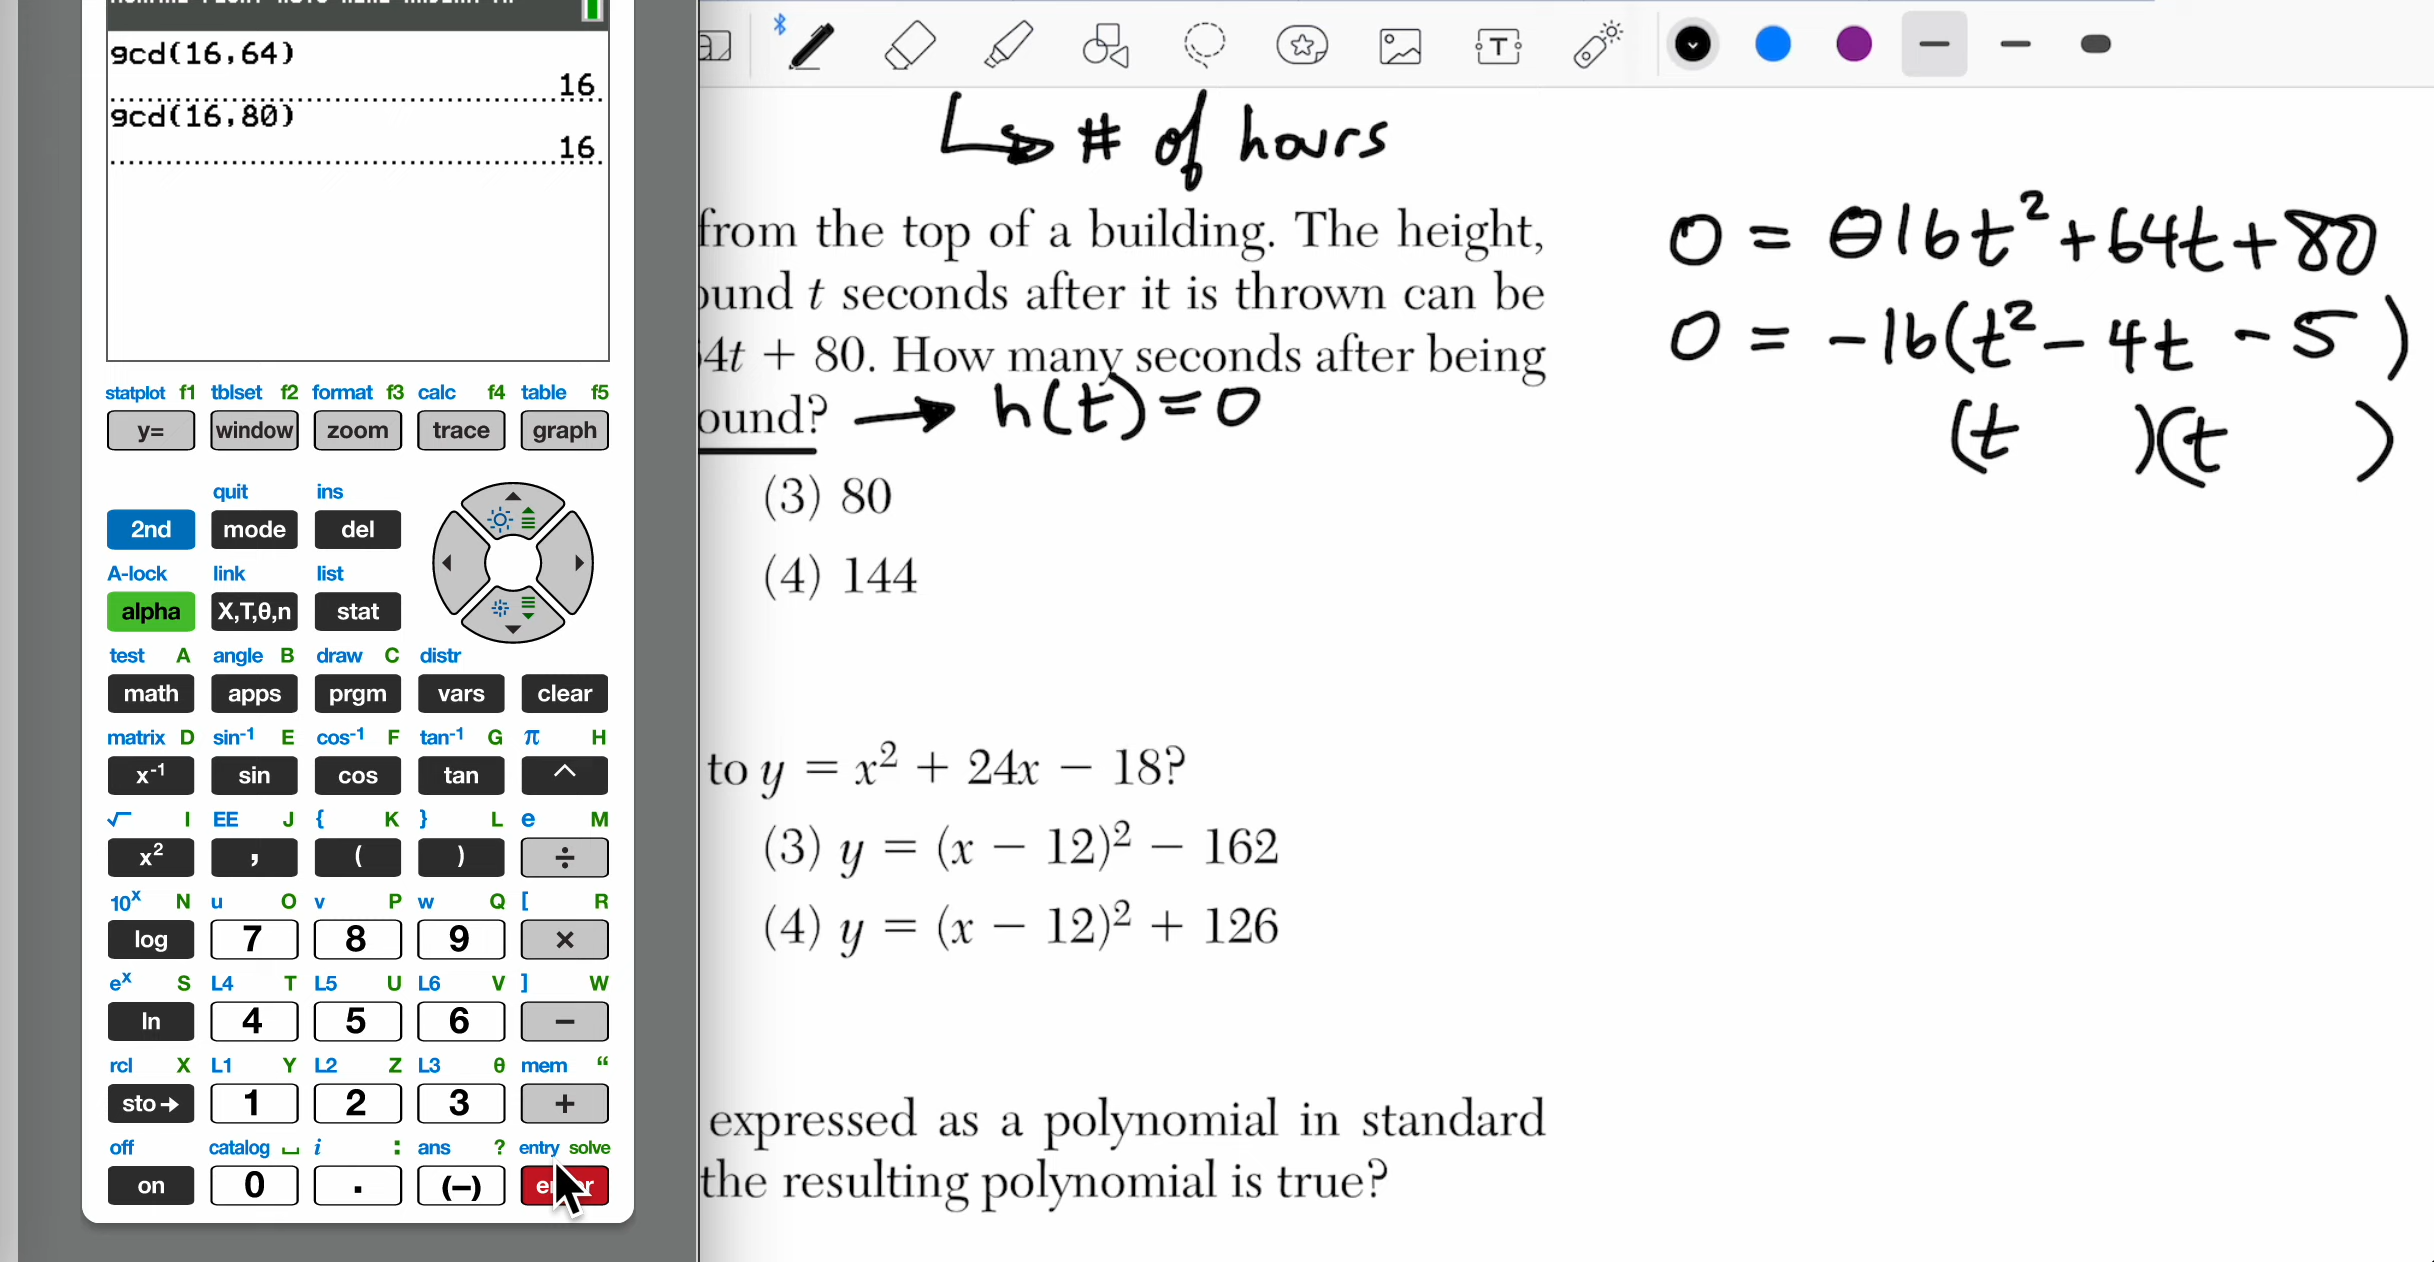 gcd(16,64)
16
gcd(16,80)
16
statplot f1 tblset f2 format f3 calc f4 table f5
y= window zoom trace graph
quit ins
2nd mode del
A-lock link list
alpha X,T,θ,n stat
test A angle B draw C distr
math apps prgm vars clear
matrix D sin⁻¹ E cos⁻¹ F tan⁻¹ G π H
x⁻¹ sin cos tan ^
√ I EE J { K } L e M
x² , ( ) ÷
10ˣ N u O v P w Q [ R
log 7 8 9 ×
eˣ S L4 T L5 U L6 V ] W
ln 4 5 6 −
rcl X L1 Y L2 Z L3 θ mem “
sto→ 1 2 3 +
off catalog ⎵ i : ans ? entry solve
on 0 . (−)
T
↳ # of hours
from the top of a building. The height,
t seconds after it is thrown can be
4t + 80. How many seconds after being
ound? → h(t)=0
(3) 80
(4) 144
0 = −16t²+64t+80
0 = −16(t²−4t −5 )
(t )(t )
to y = x² + 24x − 18?
(3) y = (x − 12)² − 162
(4) y = (x − 12)² + 126
expressed as a polynomial in standard
the resulting polynomial is true?